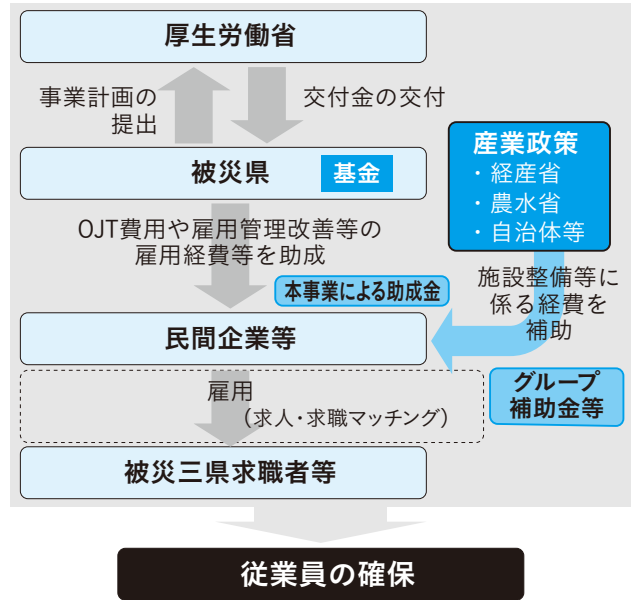 厚生労働省
事業計画の
提出
交付金の交付
被災県
基金
産業政策
・経産省
・農水省
・自治体等
OJT費用や雇用管理改善等の
雇用経費等を助成
本事業による助成金
施設整備等に
係る経費を
補助
民間企業等
グループ
補助金等
雇用
（求人・求職マッチング）
被災三県求職者等
従業員の確保